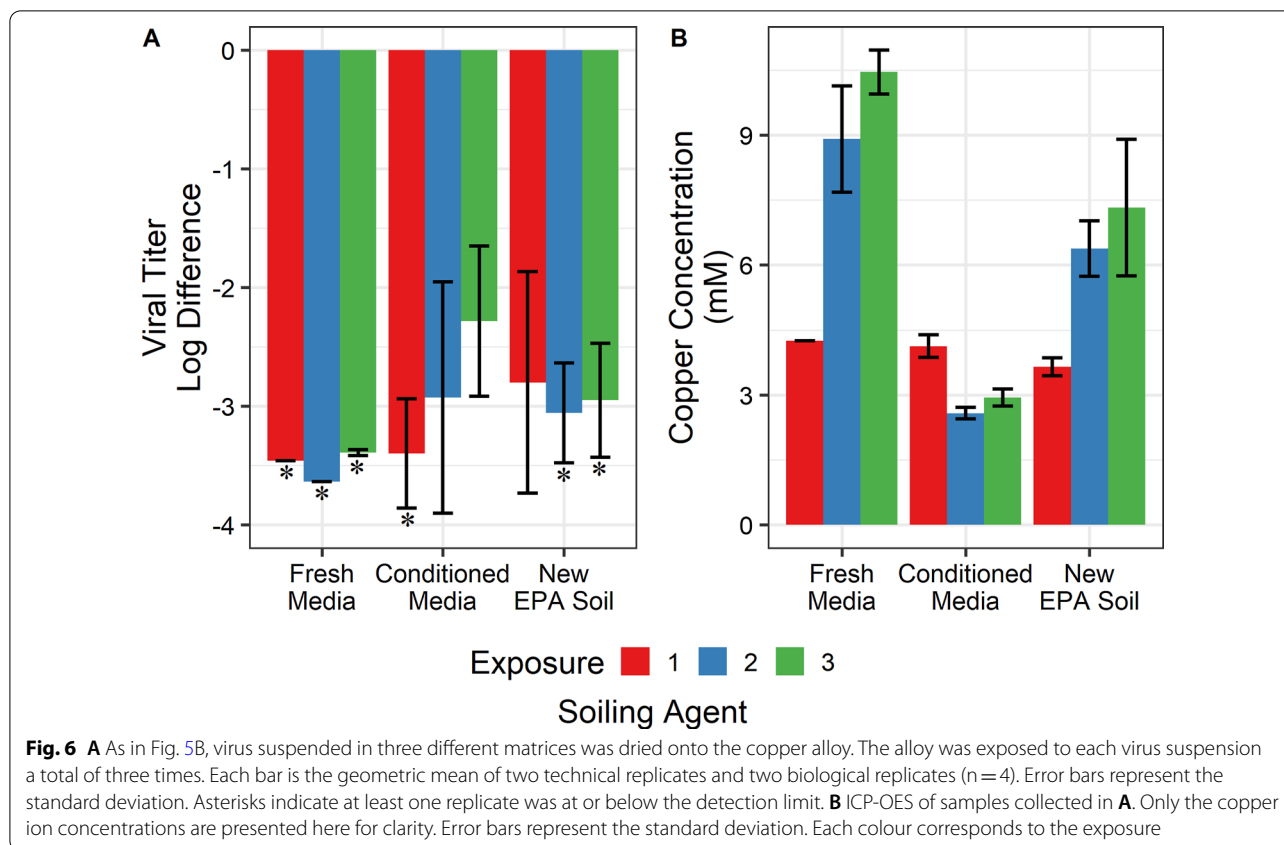 A
B
0
-1
-2
-3
-4
Viral Titer
Log Difference
*
*
*
*
*
*
Fresh
Media
Conditioned
Media
New
EPA Soil
9
6
3
0
Copper Concentration
(mM)
Fresh
Media
Conditioned
Media
New
EPA Soil
Exposure 1 2 3
Soiling Agent
Fig. 6 A As in Fig. 5B, virus suspended in three different matrices was dried onto the copper alloy. The alloy was exposed to each virus suspension
a total of three times. Each bar is the geometric mean of two technical replicates and two biological replicates (n = 4). Error bars represent the
standard deviation. Asterisks indicate at least one replicate was at or below the detection limit. B ICP-OES of samples collected in A. Only the copper
ion concentrations are presented here for clarity. Error bars represent the standard deviation. Each colour corresponds to the exposure